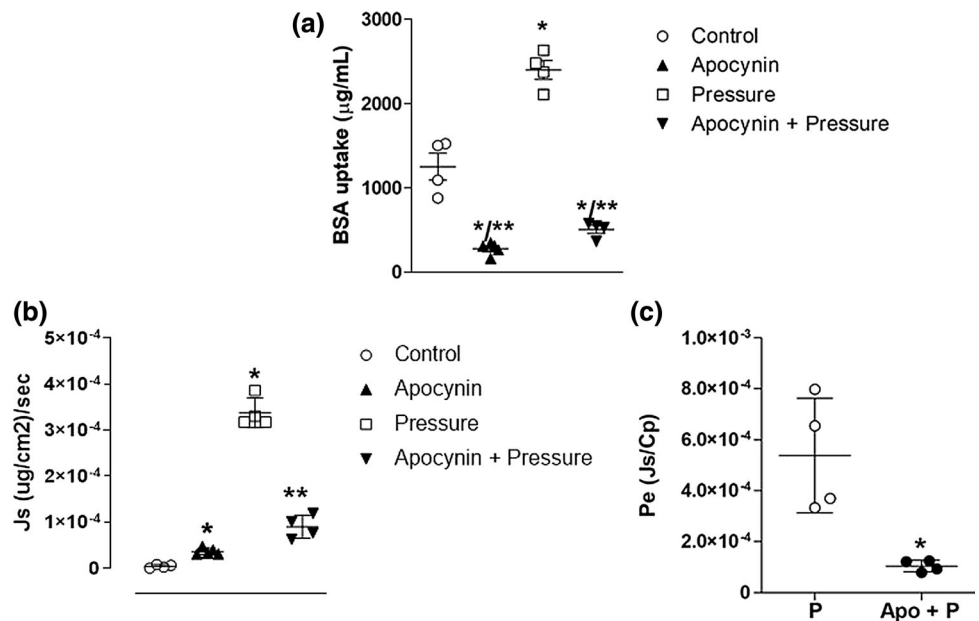 (a)
BSA uptake (μg/mL)
3000
2000
1000
0
*/**
*
*/**
Control
Apocynin
Pressure
Apocynin + Pressure
(b)
Js (ug/cm2)/sec
5×10⁻⁴
4×10⁻⁴
3×10⁻⁴
2×10⁻⁴
1×10⁻⁴
0
*
*
**
Control
Apocynin
Pressure
Apocynin + Pressure
(c)
Pe (Js/Cp)
1.0×10⁻³
8.0×10⁻⁴
6.0×10⁻⁴
4.0×10⁻⁴
2.0×10⁻⁴
0
*
P
Apo + P